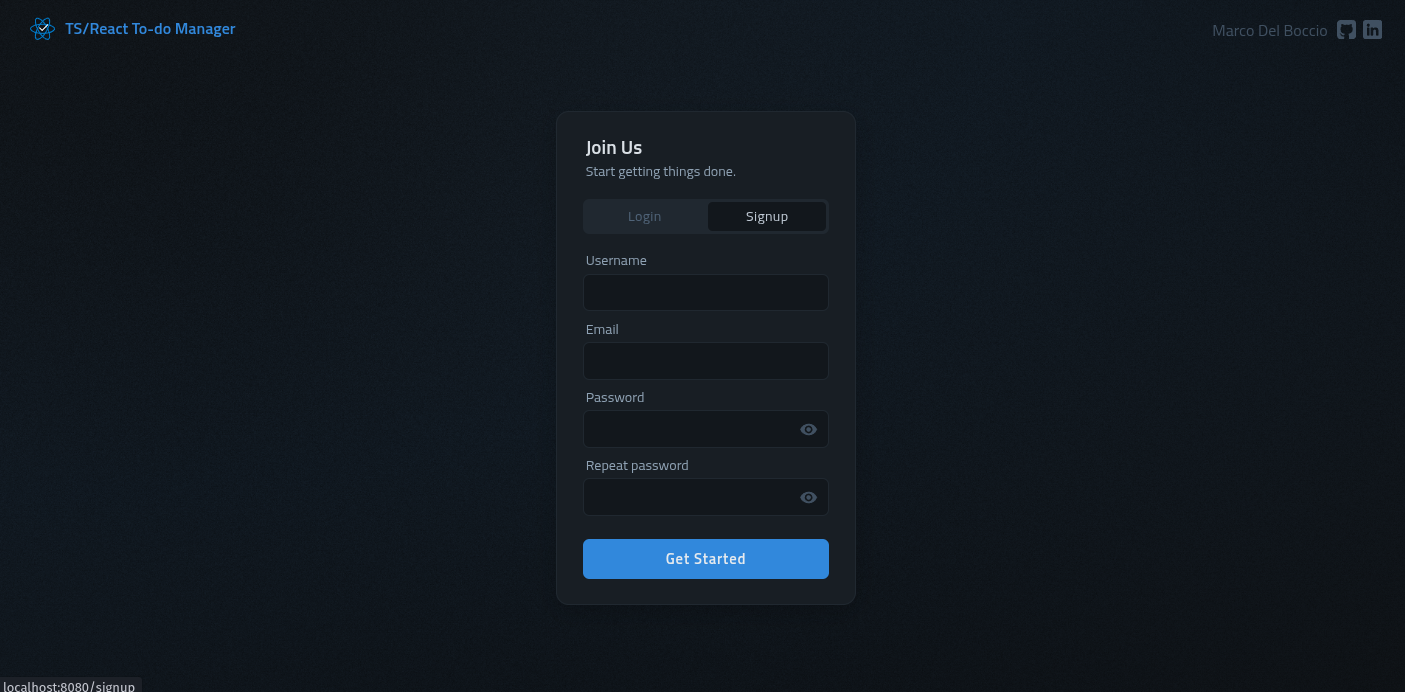 TS/React To-do Manager
Marco Del Boccio
Join Us
Start getting things done.
Login
Signup
Username
Email
Password
Repeat password
Get Started
localhost:8080/signup